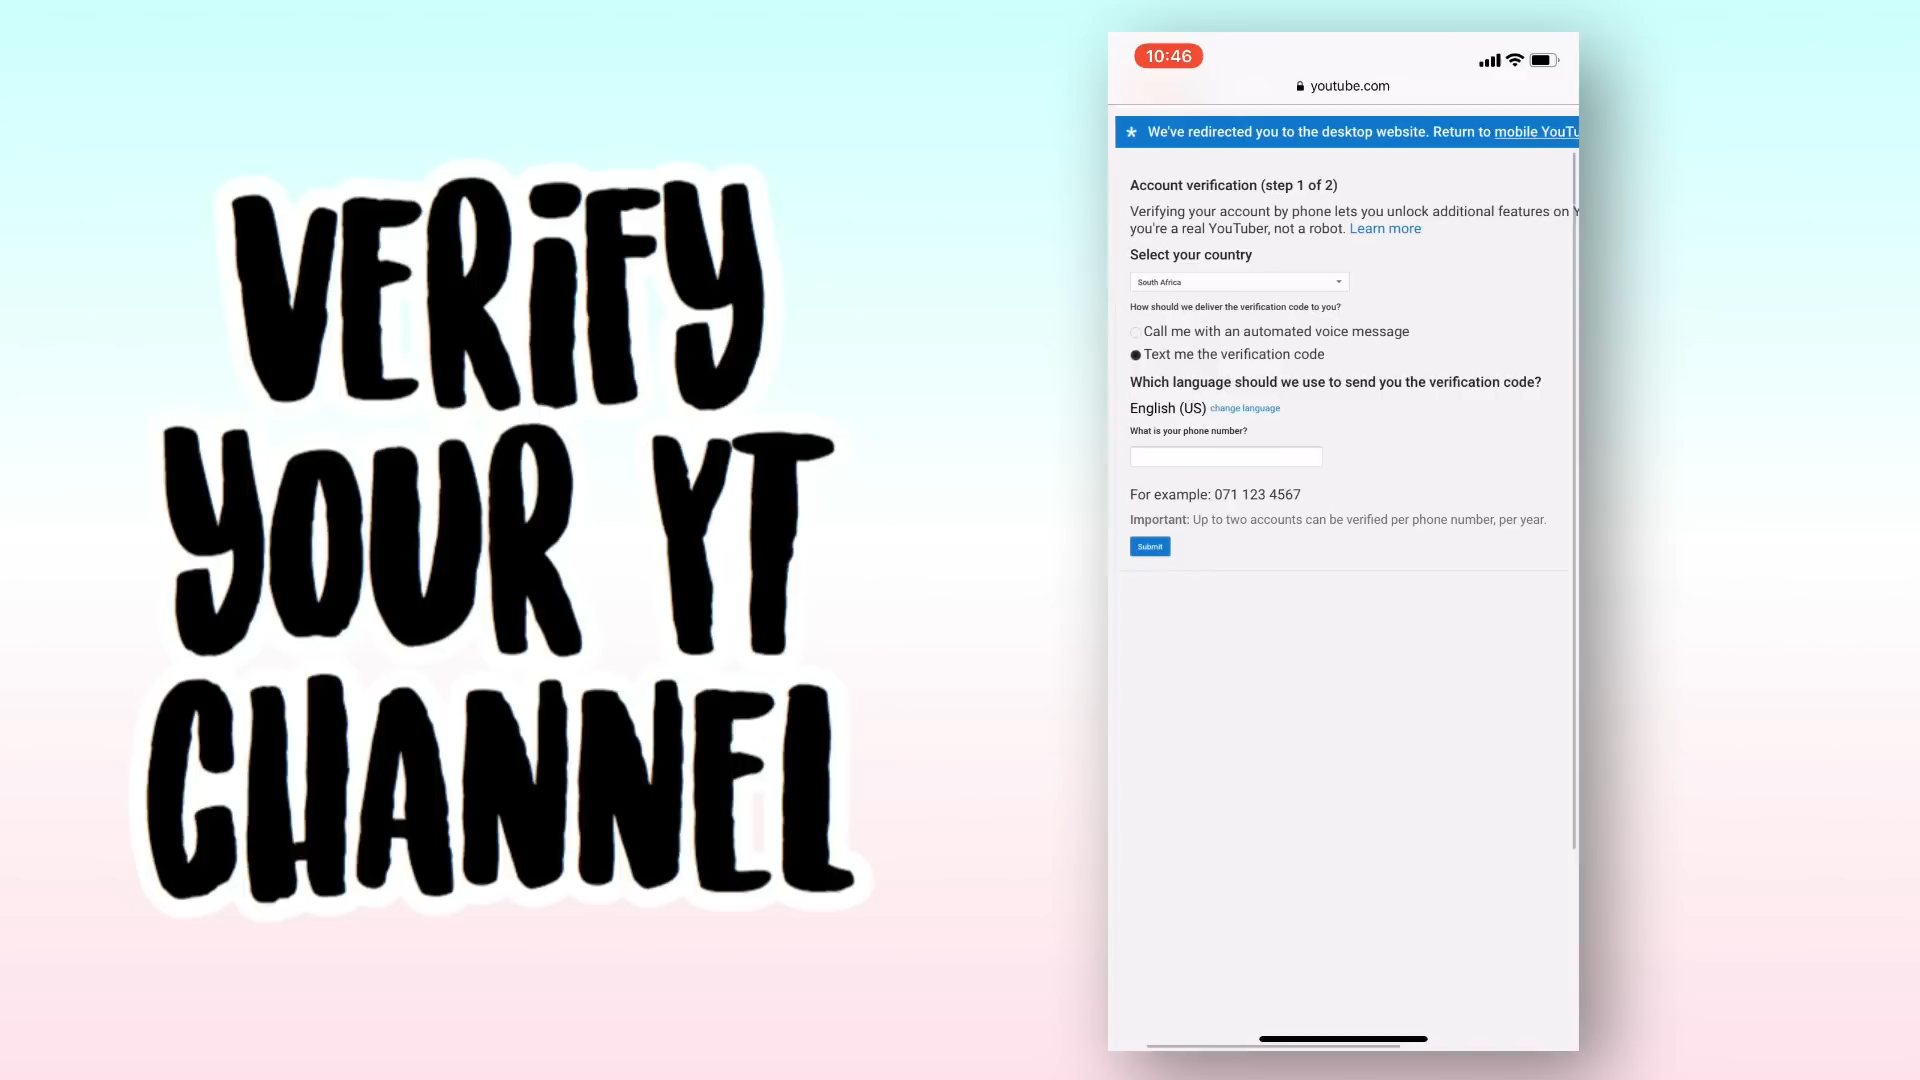 VERiFY
YOUR YT
CHANNEL
10:46
youtube.com
We've redirected you to the desktop website. Return to mobile YouTu
Account verification (step 1 of 2)
Verifying your account by phone lets you unlock additional features on Y
you're a real YouTuber, not a robot. Learn more
Select your country
South Africa
How should we deliver the verification code to you?
Call me with an automated voice message
Text me the verification code
Which language should we use to send you the verification code?
English (US) change language
What is your phone number?
For example: 071 123 4567
Important: Up to two accounts can be verified per phone number, per year.
Submit